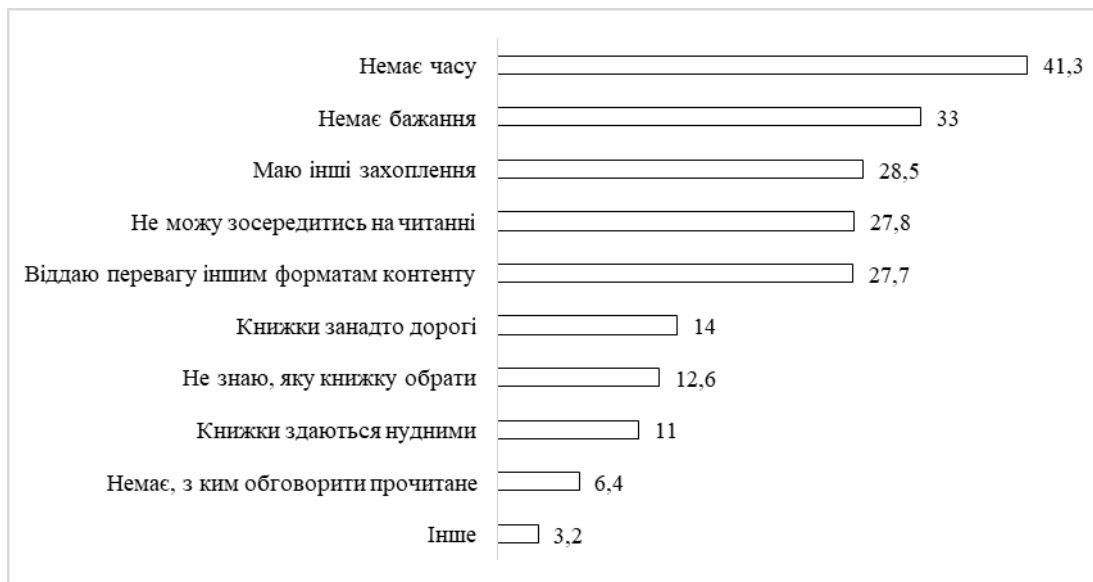 Немає часу 41,3
Немає бажання 33
Маю інші захоплення 28,5
Не можу зосередитись на читанні 27,8
Віддаю перевагу іншим форматам контенту 27,7
Книжки занадто дорогі 14
Не знаю, яку книжку обрати 12,6
Книжки здаються нудними 11
Немає, з ким обговорити прочитане 6,4
Інше 3,2